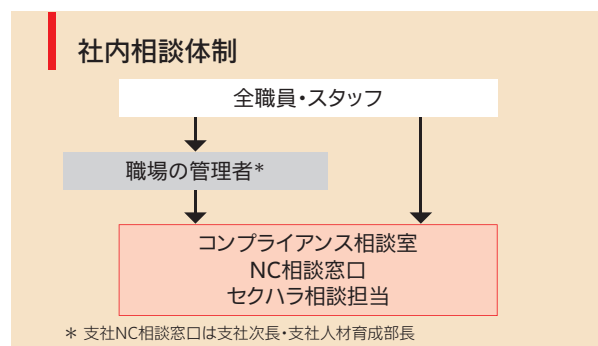 社内相談体制
全職員・スタッフ
職場の管理者*
コンプライアンス相談室
NC相談窓口
セクハラ相談担当
* 支社NC相談窓口は支社次長・支社人材育成部長